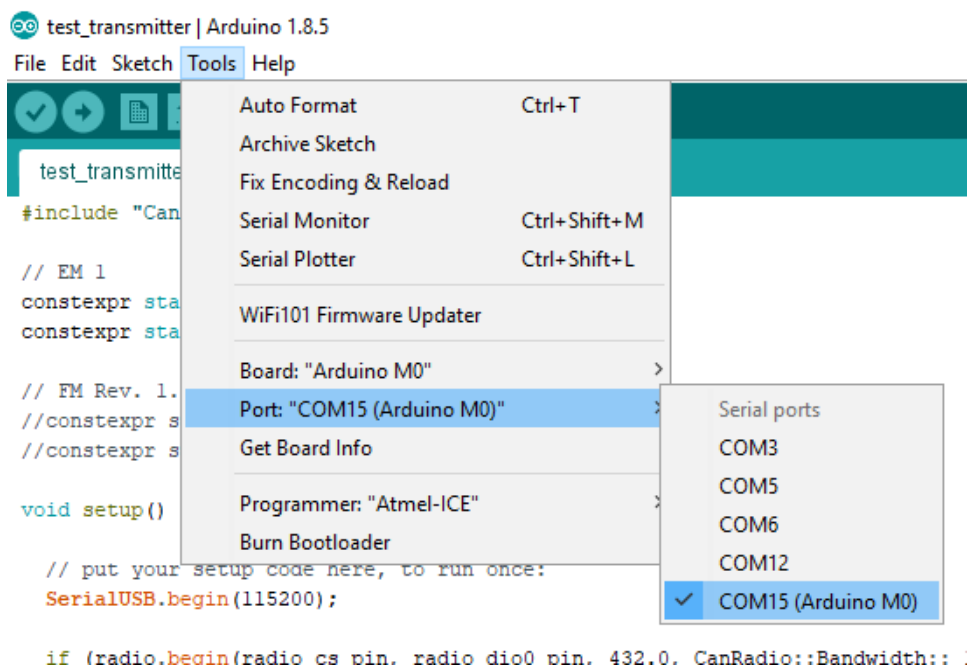 test_transmitter | Arduino 1.8.5
File Edit Sketch Tools Help
Auto Format Ctrl+T
Archive Sketch
test_transmitte
Fix Encoding & Reload
#include "Can
Serial Monitor Ctrl+Shift+M
Serial Plotter Ctrl+Shift+L
// EM 1
constexpr sta
WiFi101 Firmware Updater
constexpr sta
Board: "Arduino M0"
// FM Rev. 1.
Port: "COM15 (Arduino M0)"
Serial ports
//constexpr s
Get Board Info
COM3
//constexpr s
COM5
Programmer: "Atmel-ICE"
void setup()
COM6
Burn Bootloader
COM12
// put your setup code here, to run once:
SerialUSB.begin(115200);
COM15 (Arduino M0)
if (radio.begin(radio_cs_pin, radio_dio0_pin, 432.0, CanRadio::Bandwidth::